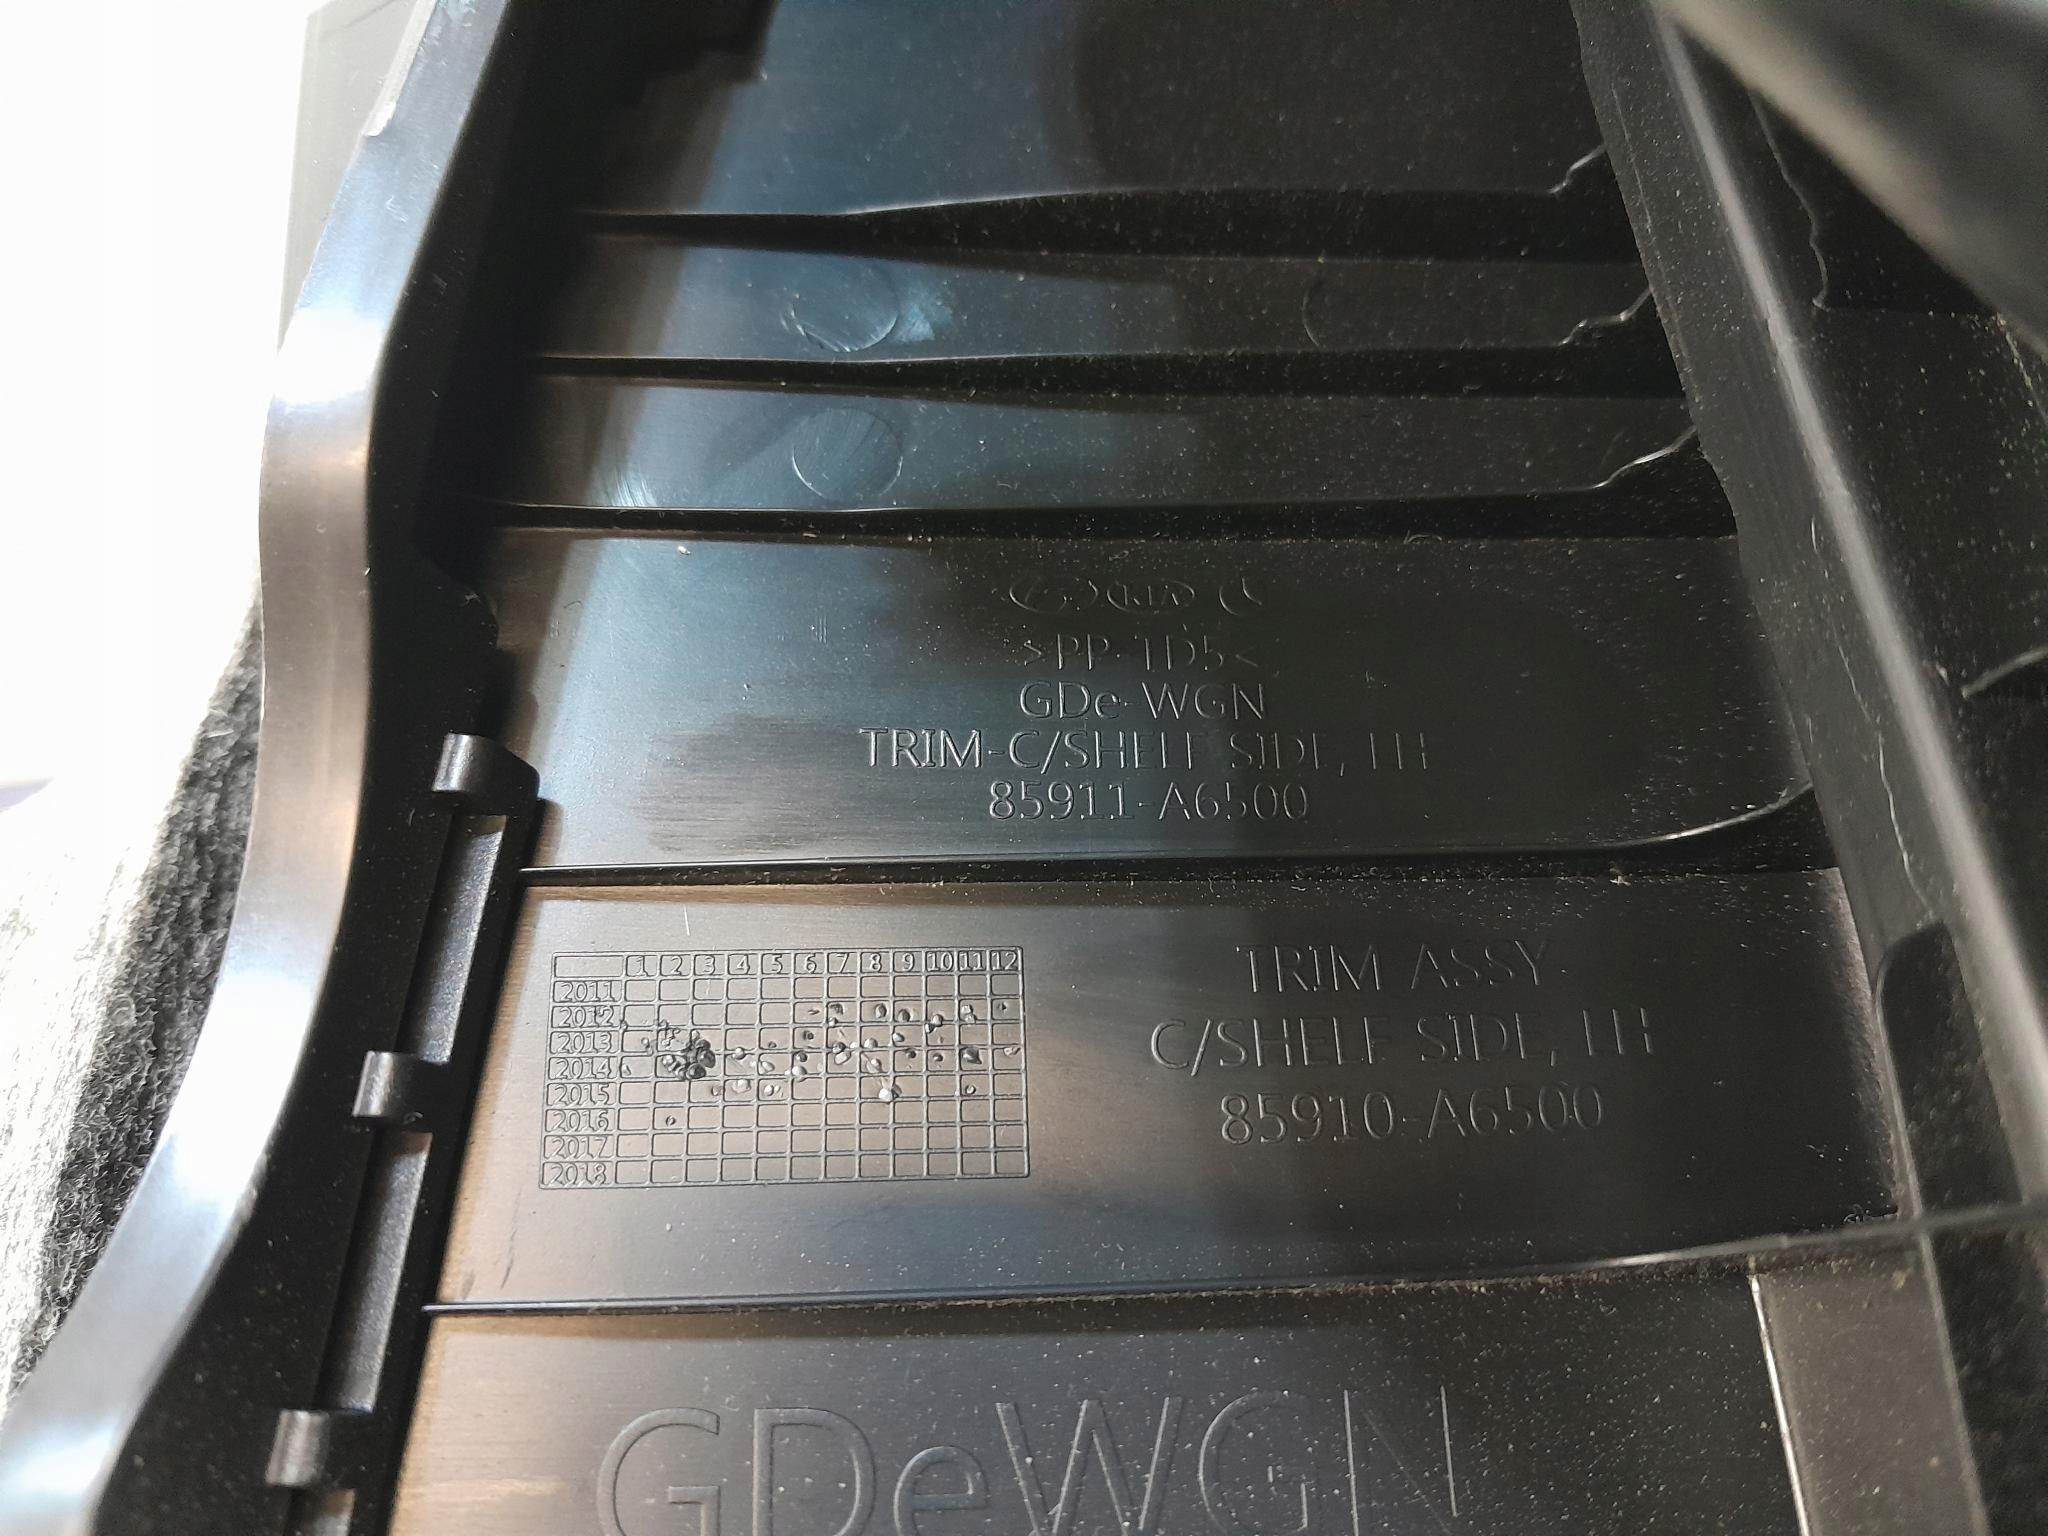 KIA
>PP-TD5<
GDe-WGN
TRIM-C/SHELF SIDE, LH
85911-A6500
1 2 3 4 5 6 7 8 9 10 11 12
2011
2012
2013
2014
2015
2016
2017
2018
TRIM ASSY
C/SHELF SIDE, LH
85910-A6500
GDeWGN